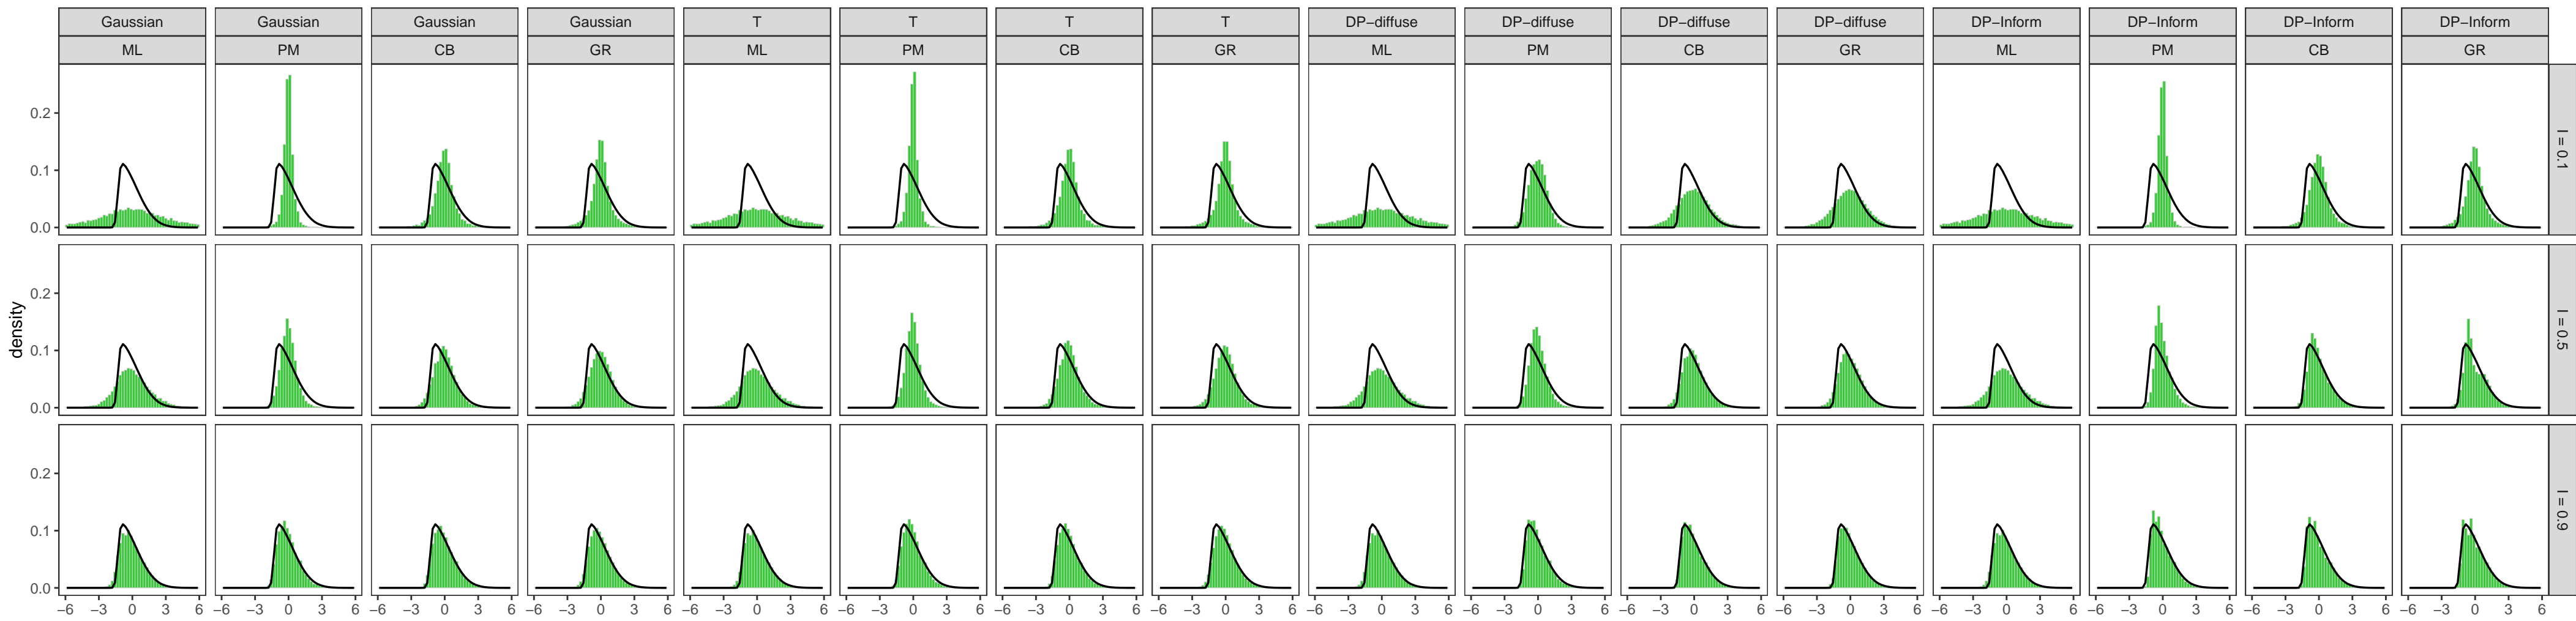 Gaussian Gaussian Gaussian Gaussian T T T T DP−diffuse DP−diffuse DP−diffuse DP−diffuse DP−Inform DP−Inform DP−Inform DP−Inform
ML PM CB GR ML PM CB GR ML PM CB GR ML PM CB GR
0.2
0.1
0.0
I = 0.1
0.2
0.1
0.0
I = 0.5
density
0.2
0.1
0.0
I = 0.9
−6 −3 0 3 6 −6 −3 0 3 6 −6 −3 0 3 6 −6 −3 0 3 6 −6 −3 0 3 6 −6 −3 0 3 6 −6 −3 0 3 6 −6 −3 0 3 6 −6 −3 0 3 6 −6 −3 0 3 6 −6 −3 0 3 6 −6 −3 0 3 6 −6 −3 0 3 6 −6 −3 0 3 6 −6 −3 0 3 6 −6 −3 0 3 6